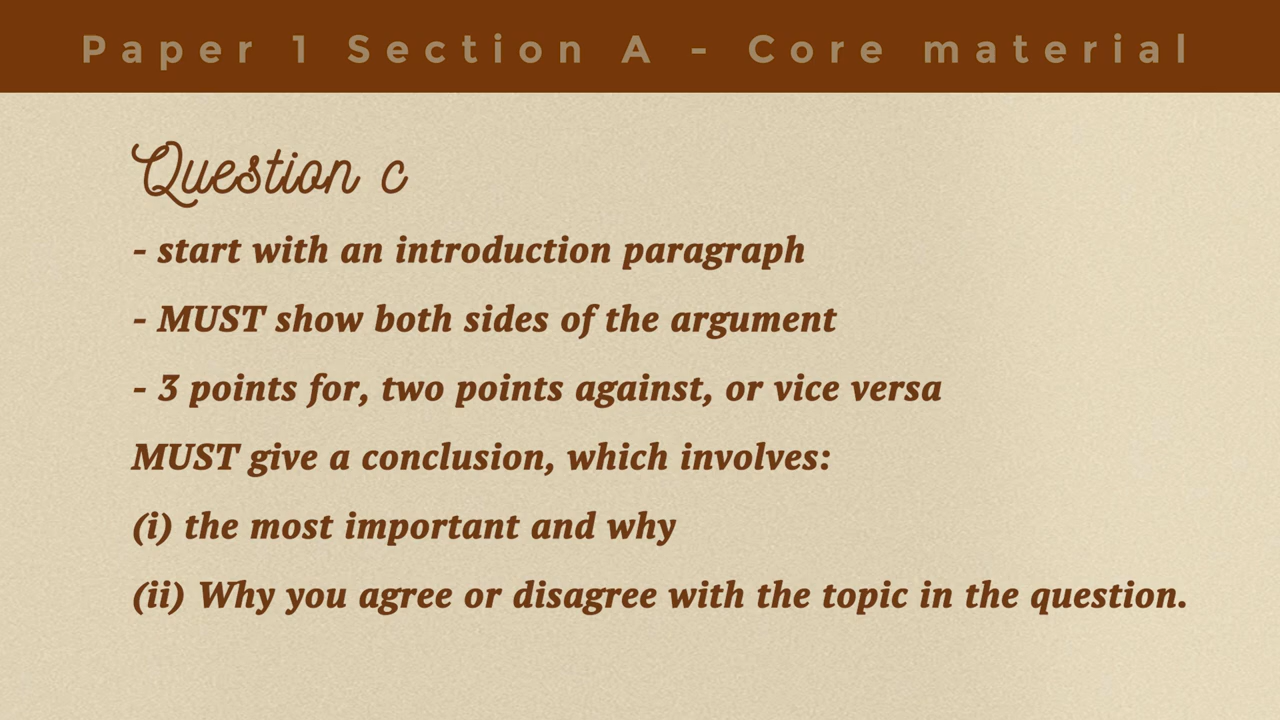 Paper 1 Section A - Core material
Question c
- start with an introduction paragraph
- MUST show both sides of the argument
- 3 points for, two points against, or vice versa
MUST give a conclusion, which involves:
(i) the most important and why
(ii) Why you agree or disagree with the topic in the question.